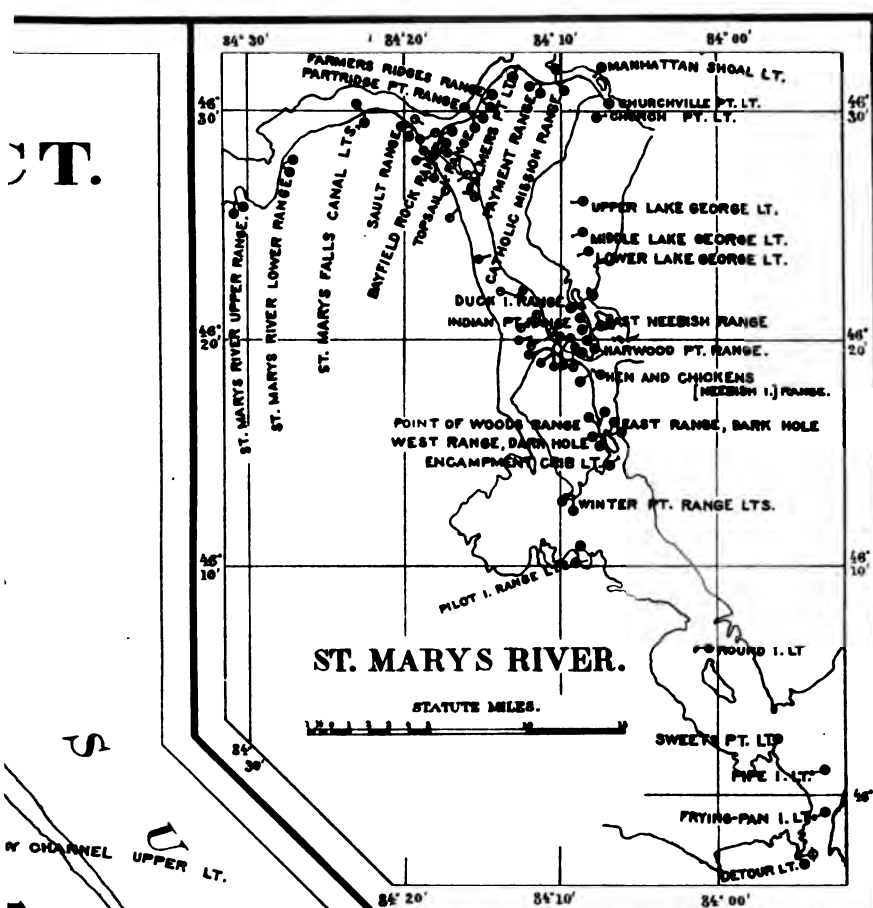 84° 30'
84° 20'
84° 10'
84° 00'
CT.
FARMERS RIDGES RANGE
PARTRIDGE PT. RANGE
MANHATTAN SHOAL LT.
46° 30'
CHURCHVILLE PT. LT.
CHURCH PT. LT.
46° 30'
ST. MARYS RIVER UPPER RANGE.
ST. MARYS RIVER LOWER RANGE
ST. MARYS FALLS CANAL LTS.
SAULT RANGE
BAYFIELD ROCK RANGE
TOPSAIL RANGE
PALMERS PT LT
PAYMENT RANGE
CATHOLIC MISSION RANGE
UPPER LAKE GEORGE LT.
MIDDLE LAKE GEORGE LT.
LOWER LAKE GEORGE LT.
DUCK I. RANGE
INDIAN PT. RANGE
EAST NEEBISH RANGE
46° 20'
HARWOOD PT. RANGE.
46° 20'
HEN AND CHICKENS
[NEEBISH I.] RANGE.
POINT OF WOODS RANGE
EAST RANGE, DARK HOLE
WEST RANGE, DARK HOLE
ENCAMPMENT CRIB LT.
WINTER PT. RANGE LTS.
46° 10'
PILOT I. RANGE LT
46° 10'
ROUND I. LT
ST. MARYS RIVER.
STATUTE MILES.
84° 30'
SWEETS PT. LT
PIPE I. LT.
46°
FRYING-PAN I. LT.
DETOUR LT.
S
U
CHANNEL UPPER LT.
84° 20'
84° 10'
84° 00'